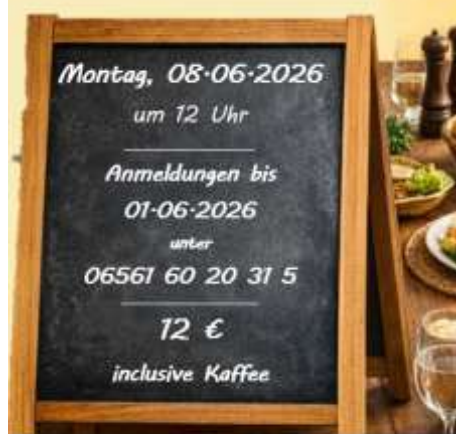 Montag, 08.06.2026
um 12 Uhr
Anmeldungen bis
01.06.2026
unter
06561 60 20 31 5
12 €
inclusive Kaffee